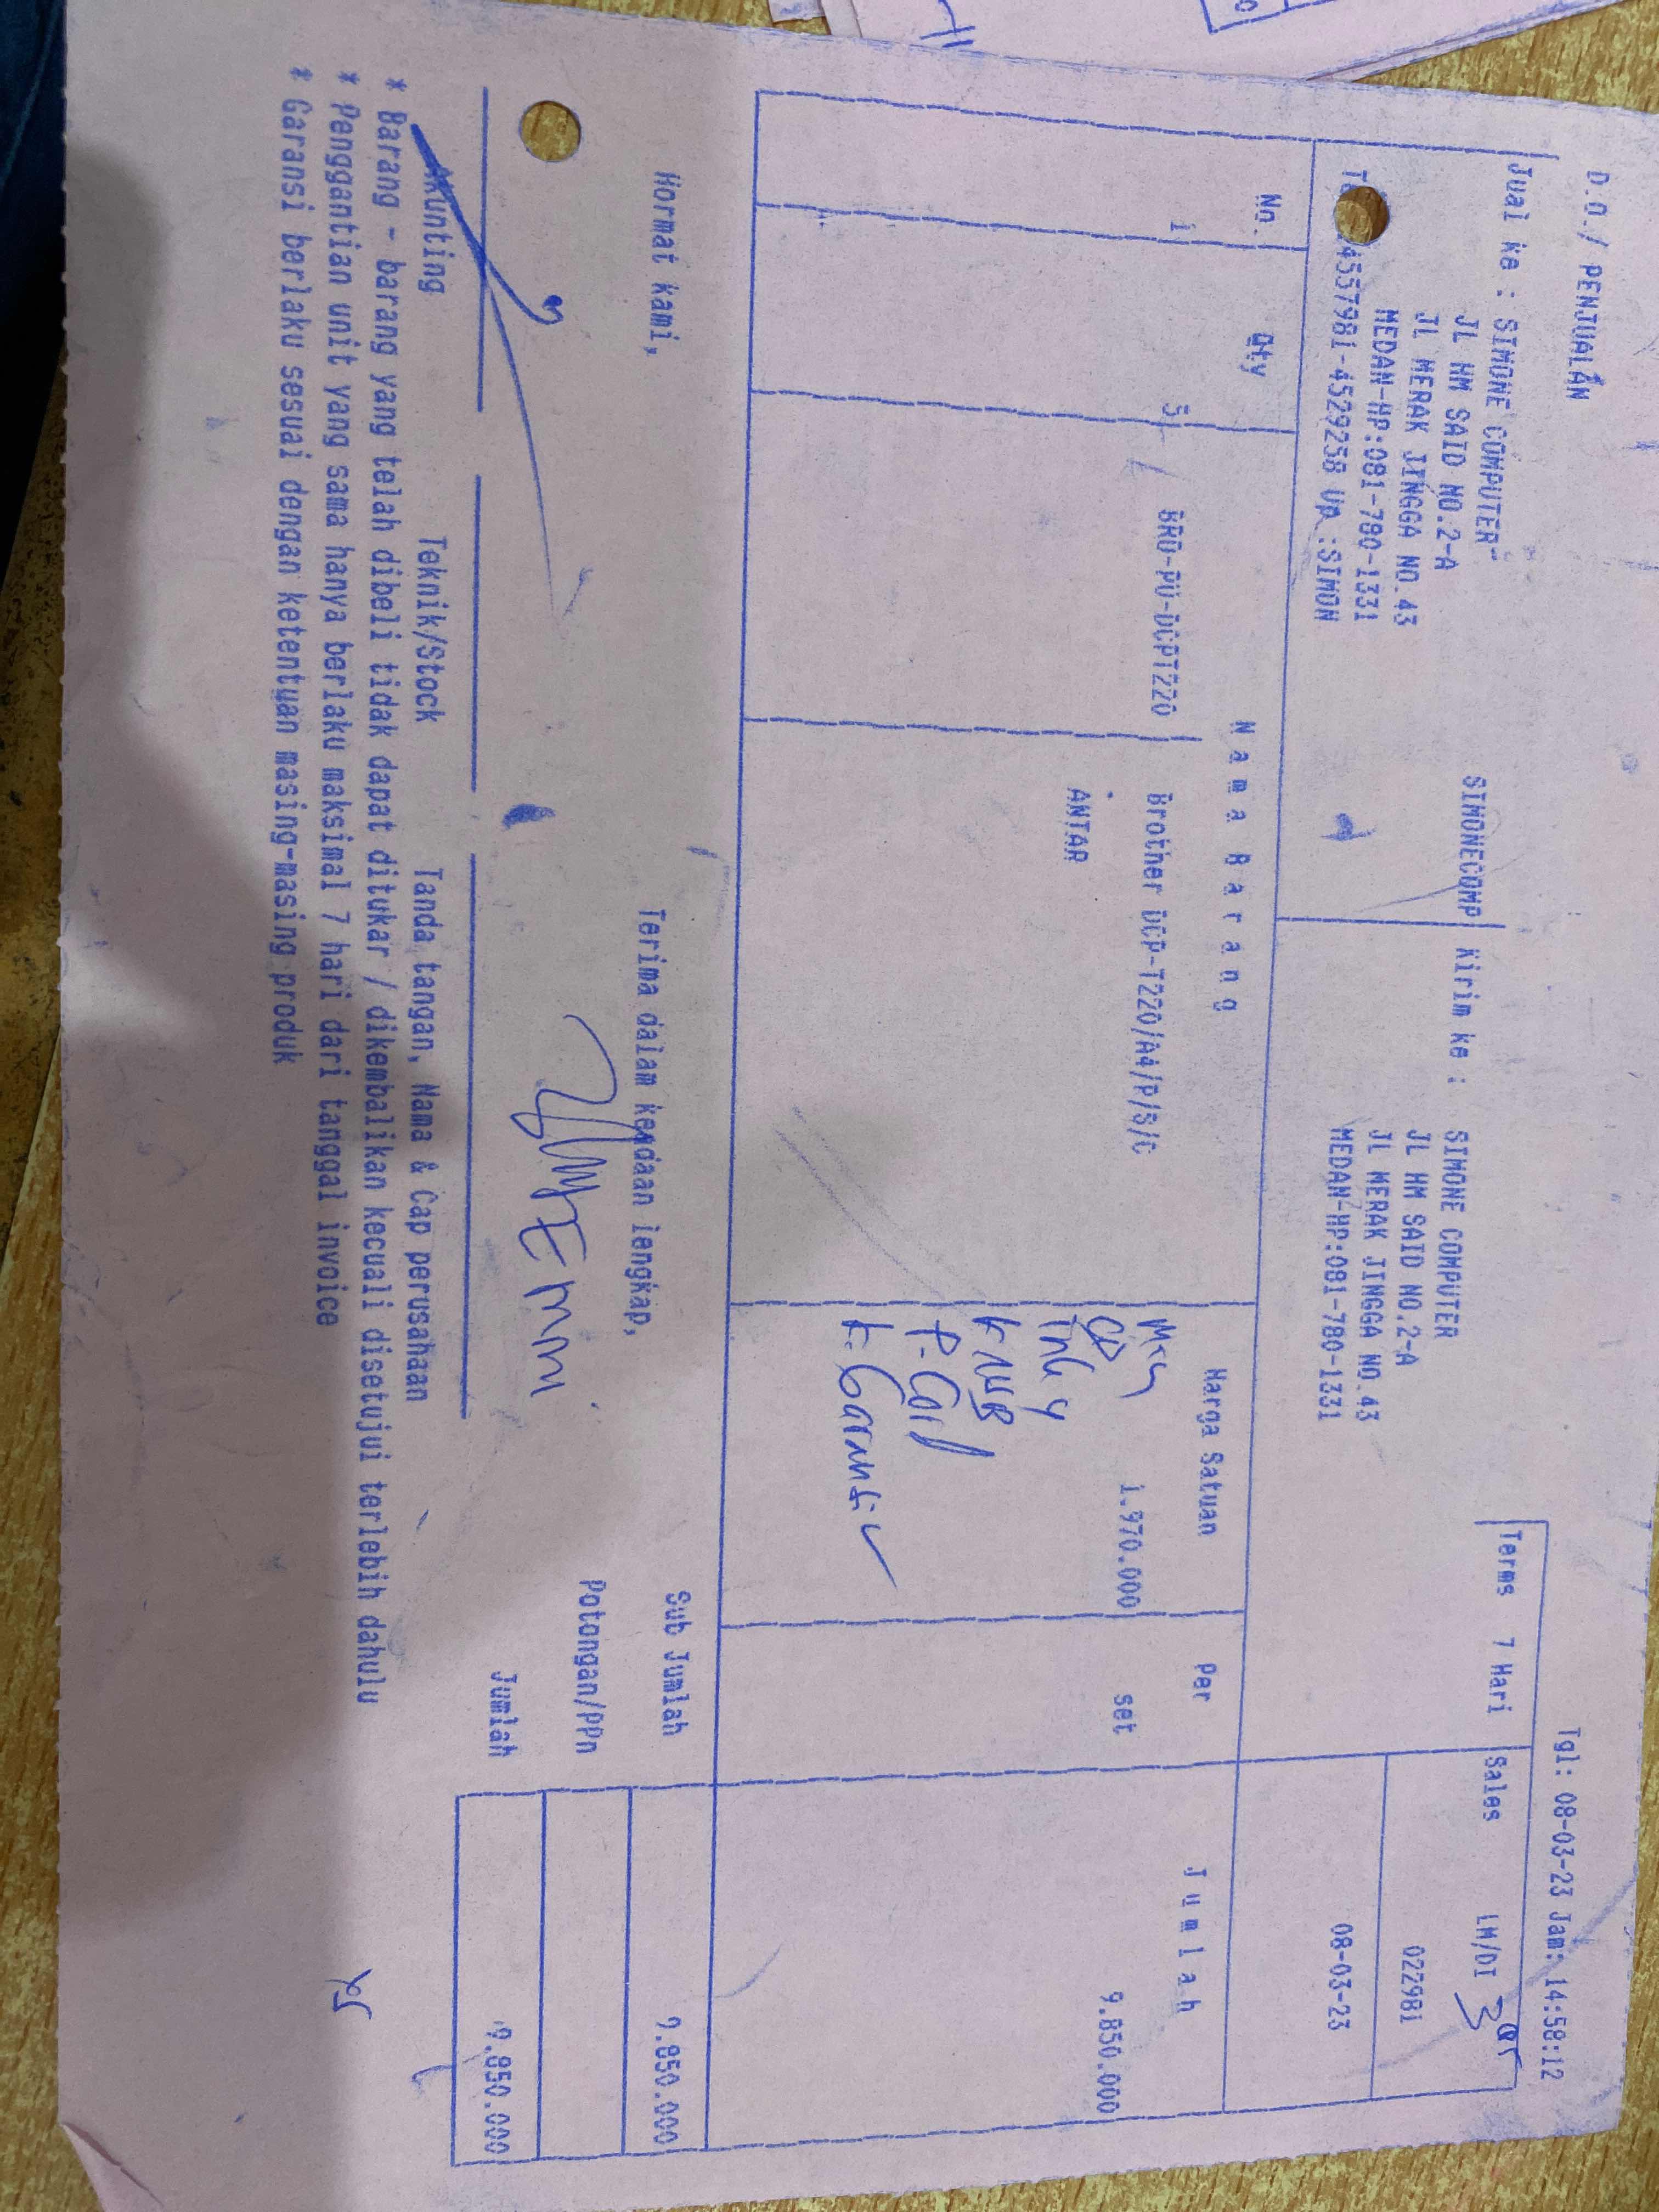 D.O./ PENJUALAN
Tgl: 08-03-23 Jam: 14:58:12
Jual ke : SIMONE COMPUTER
JL HM SAID NO.2-A
JL MERAK JINGGA NO.43
MEDAN-HP:081-780-1331
4557981-4529258 Up :SIMON
SIMONECOMP
Kirim ke : SIMONE COMPUTER
JL HM SAID NO.2-A
JL MERAK JINGGA NO.43
MEDAN-HP:081-780-1331
Terms 7 Hari
Sales LM/DI
022981
08-03-23
No. Qty Nama Barang Harga Satuan Per Jumlah
1 5 BRO-PU-DCPT220 Brother DCP-T220/A4/P/S/C 1.970.000 set 9.850.000
ANTAR
k. Garansi
Hormat kami,
Terima dalam keadaan lengkap,
Sub Jumlah 9.850.000
Potongan/PPn
Jumlah 9.850.000
Akunting Teknik/Stock Tanda tangan, Nama & Cap perusahaan
* Barang - barang yang telah dibeli tidak dapat ditukar / dikembalikan kecuali disetujui terlebih dahulu
* Penggantian unit yang sama hanya berlaku maksimal 7 hari dari tanggal invoice
* Garansi berlaku sesuai dengan ketentuan masing-masing produk